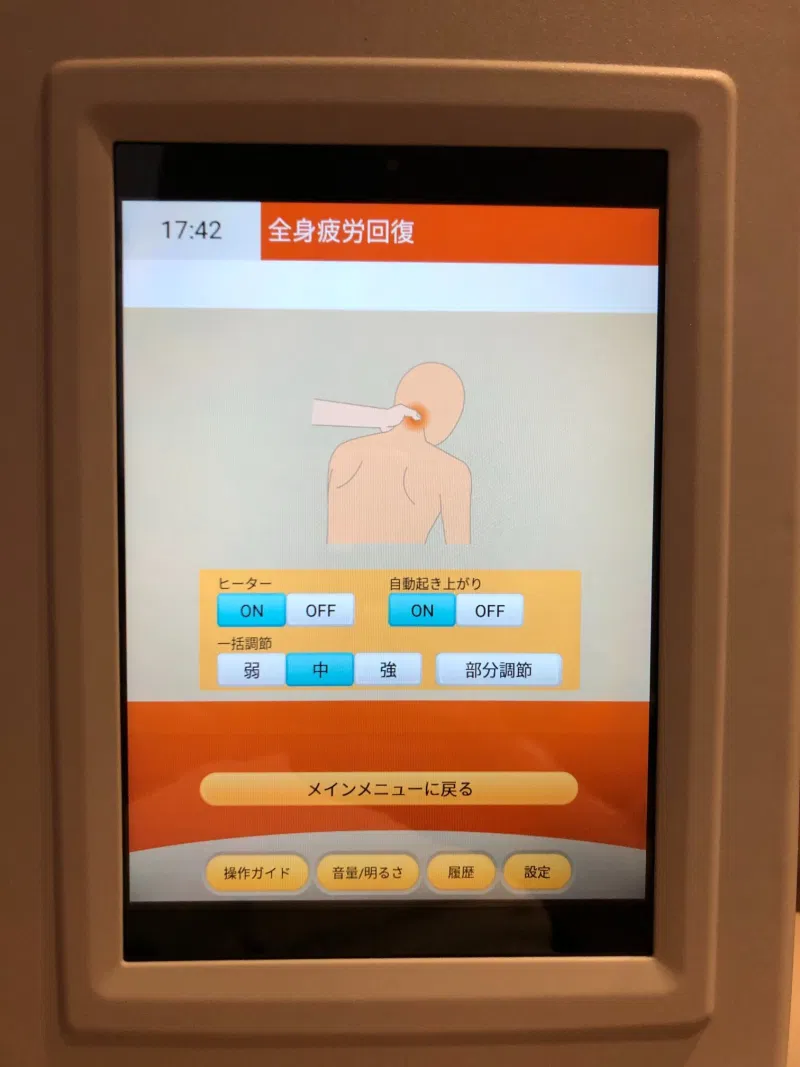 17:42 全身疲労回復
ヒーター 自動起き上がり
ON OFF ON OFF
一括調節
弱 中 強 部分調節
メインメニューに戻る
操作ガイド 音量/明るさ 履歴 設定